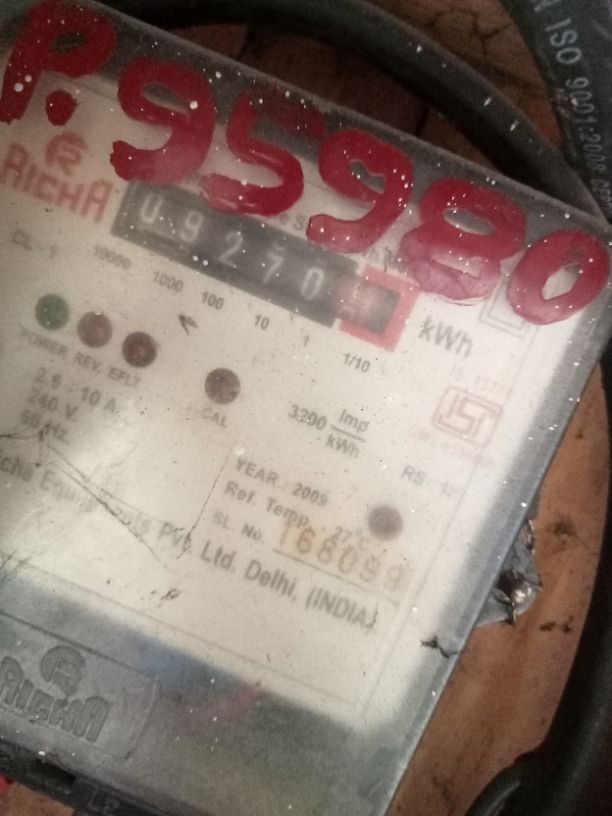 P.95980
RICHA
09270
CL. 1
10000 1000 100 10 1 1/10
kWh
POWER REV. EFLT
CAL
3200 Imp/kWh
2.5 - 10 A.
240 V.
50 Hz.
RS
YEAR : 2009
Ref. Temp. 27°
SL. No. 168099
Pvt. Ltd. Delhi, (INDIA)
RICHA
ISO 9001:200